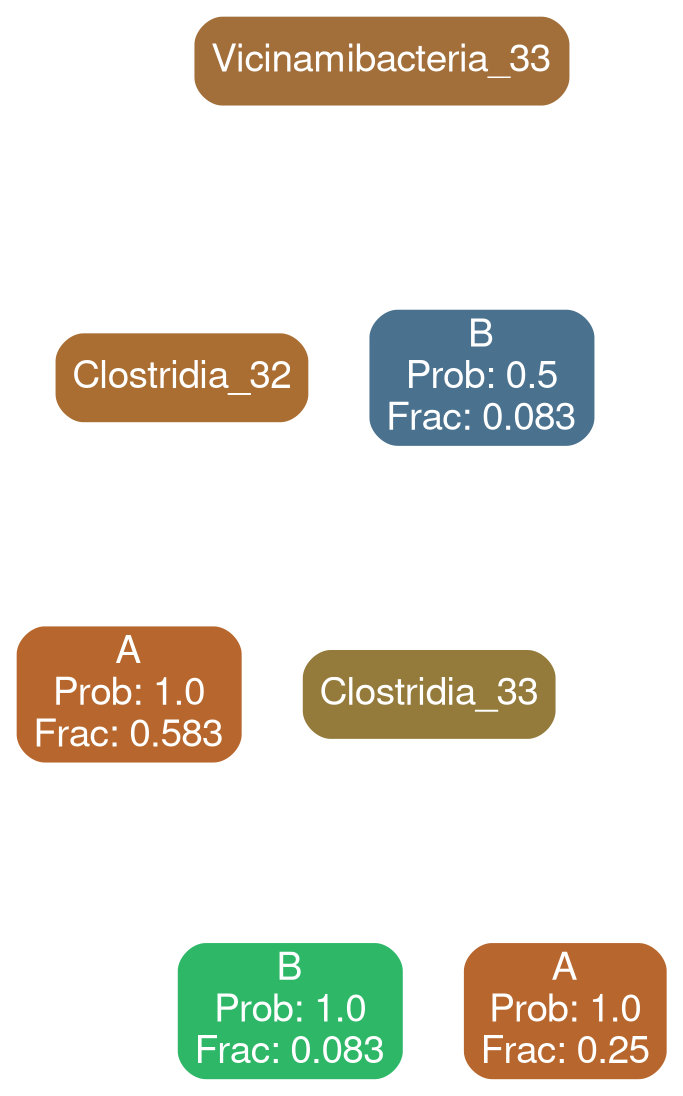 Vicinamibacteria_33
Clostridia_32
B
Prob: 0.5
Frac: 0.083
A
Prob: 1.0
Frac: 0.583
Clostridia_33
B
Prob: 1.0
Frac: 0.083
A
Prob: 1.0
Frac: 0.25